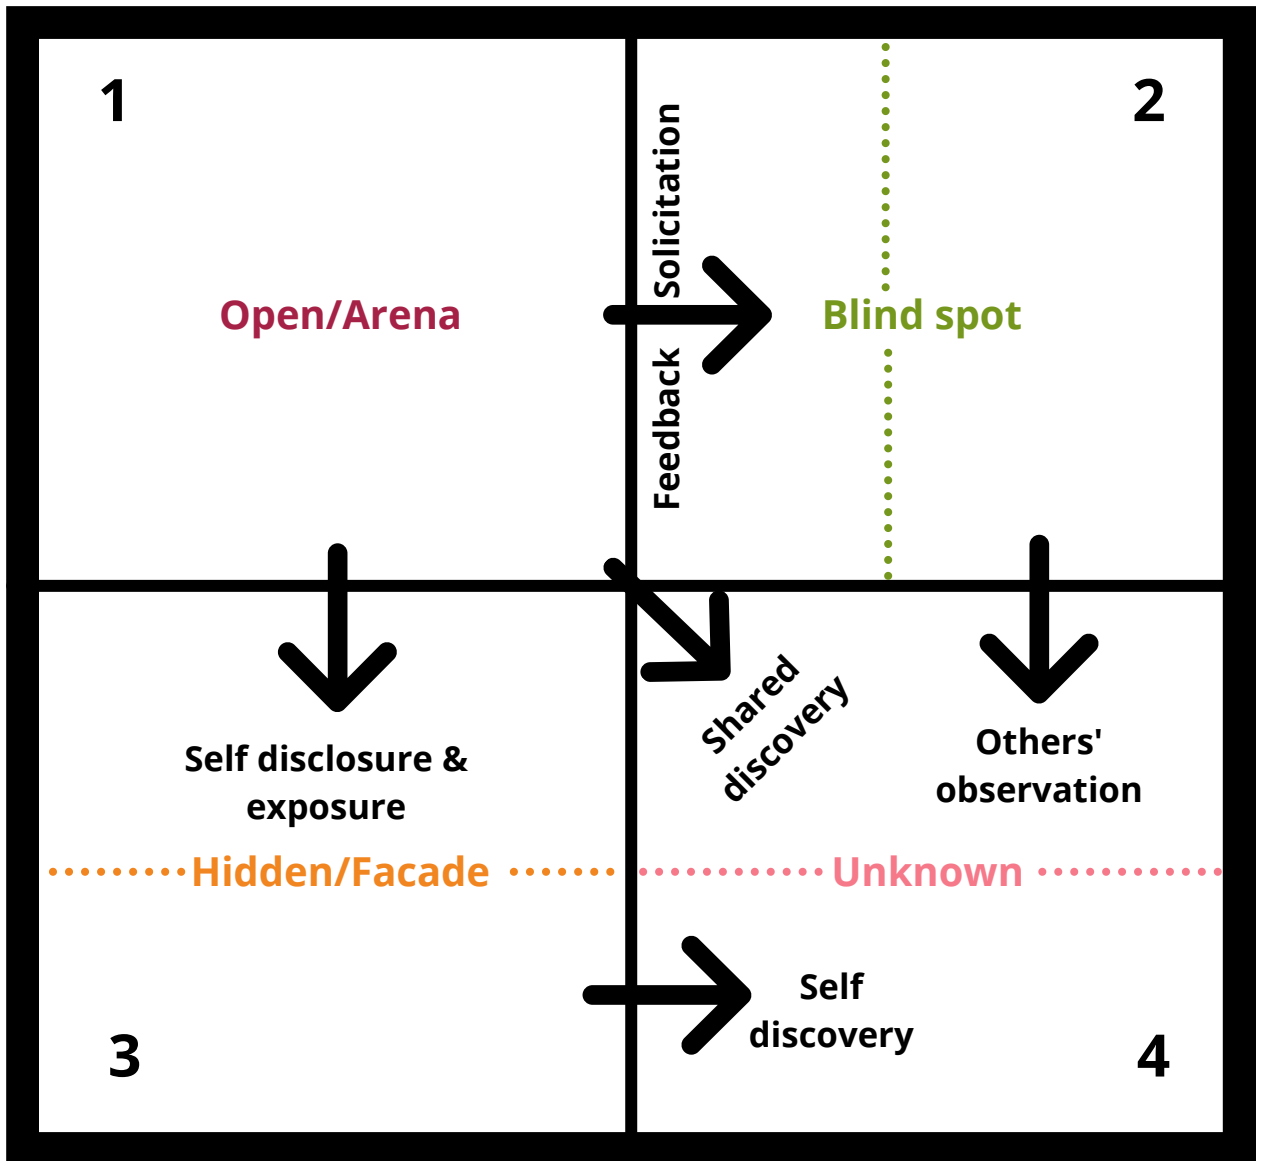 1
2
Solicitation
Open/Arena
Blind spot
Feedback
Shared
discovery
Self disclosure &
exposure
Others'
observation
Hidden/Facade
Unknown
Self
discovery
3
4